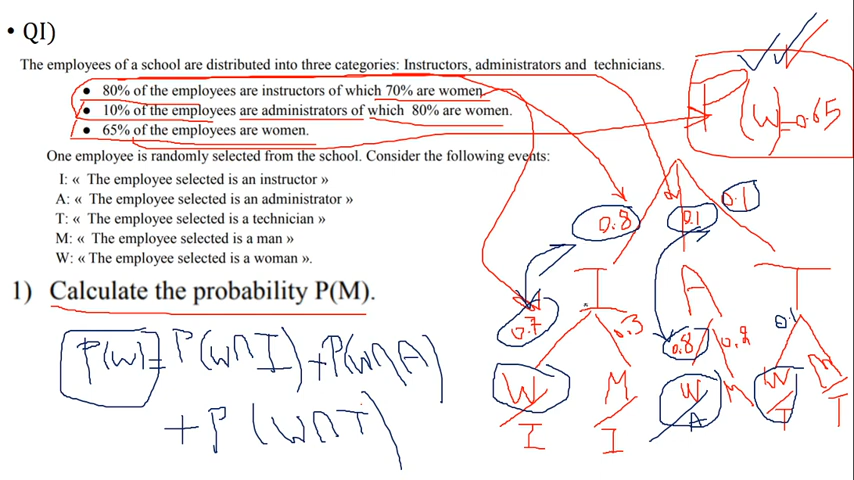 • QI)
The employees of a school are distributed into three categories: Instructors, administrators and technicians.
• 80% of the employees are instructors of which 70% are women.
• 10% of the employees are administrators of which 80% are women.
• 65% of the employees are women.
One employee is randomly selected from the school. Consider the following events:
I: « The employee selected is an instructor »
A: « The employee selected is an administrator »
T: « The employee selected is a technician »
M: « The employee selected is a man »
W: « The employee selected is a woman ».
1) Calculate the probability P(M).
P(W) = P(W∩I) + P(W∩A)
+ P(W∩T)
P(W)=0.65
0.8 0.1 0.1
I A T
0.7 0.3 0.8 0.2 0.1
W/I M/I W/A M W/T M/T